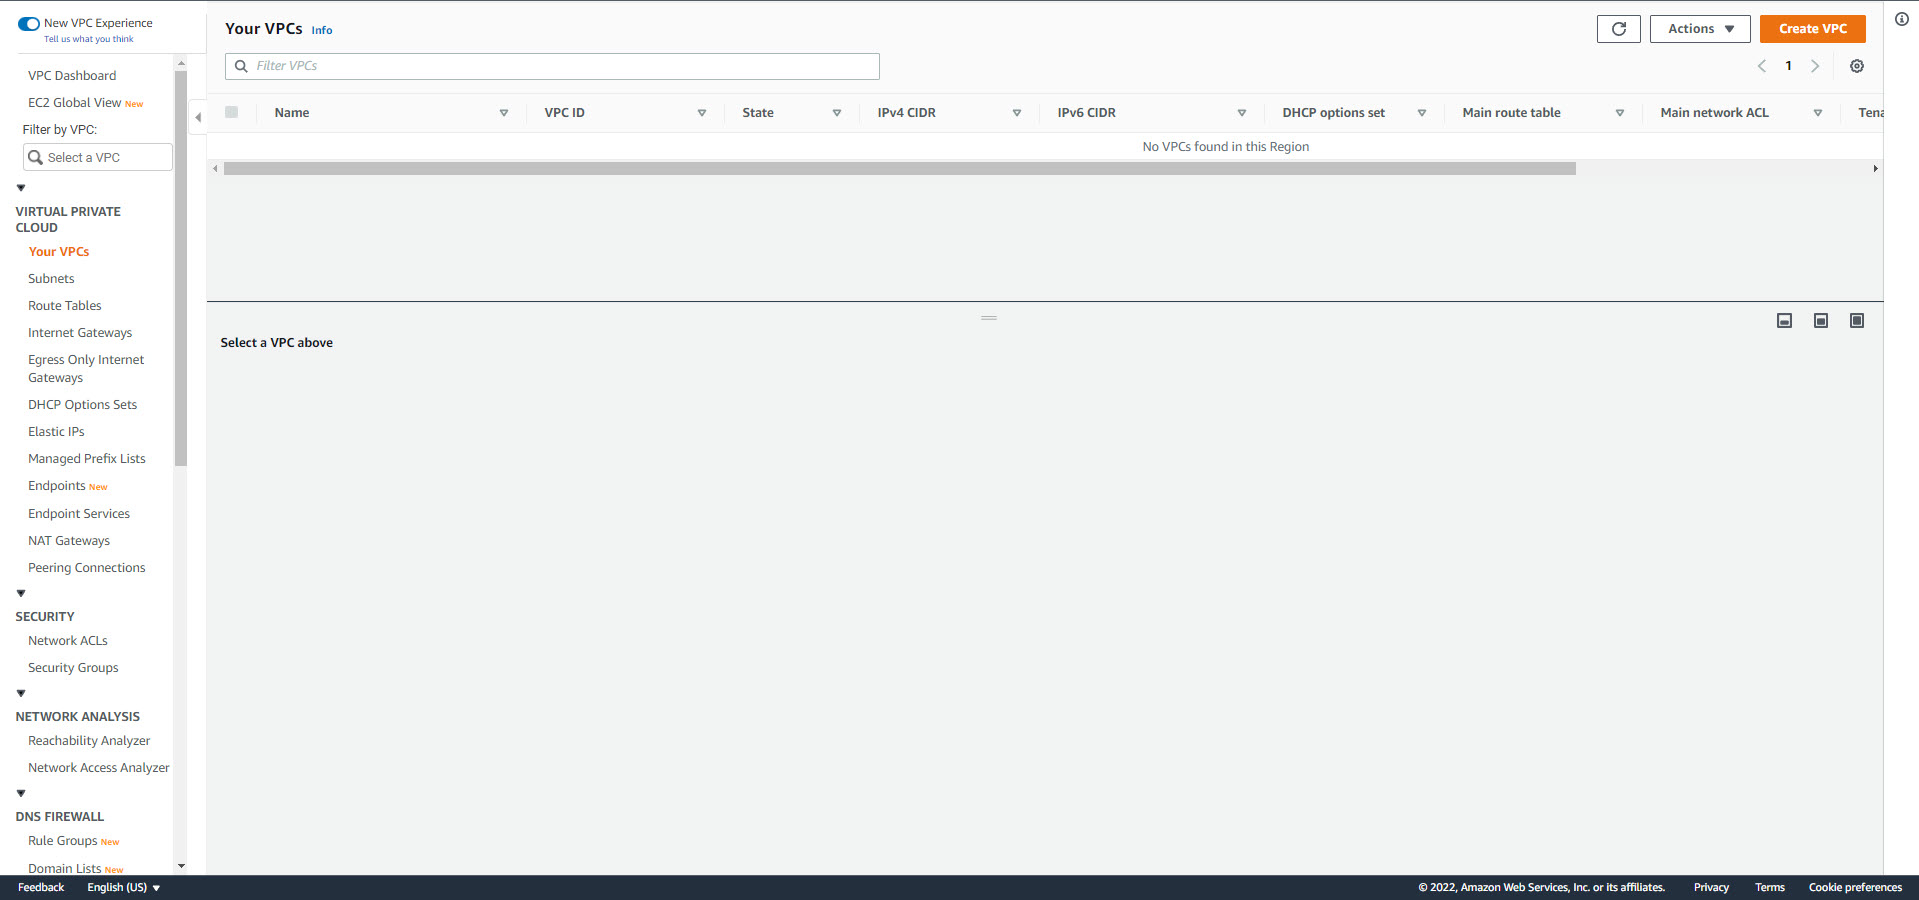 New VPC Experience
Tell us what you think
VPC Dashboard
EC2 Global View New
Filter by VPC:
Select a VPC
VIRTUAL PRIVATE
CLOUD
Your VPCs
Subnets
Route Tables
Internet Gateways
Egress Only Internet
Gateways
DHCP Options Sets
Elastic IPs
Managed Prefix Lists
Endpoints New
Endpoint Services
NAT Gateways
Peering Connections
SECURITY
Network ACLs
Security Groups
NETWORK ANALYSIS
Reachability Analyzer
Network Access Analyzer
DNS FIREWALL
Rule Groups New
Domain Lists New
Your VPCs Info
Actions
Create VPC
Filter VPCs
1
Name VPC ID State IPv4 CIDR IPv6 CIDR DHCP options set Main route table Main network ACL Tena
No VPCs found in this Region
Select a VPC above
Feedback English (US) © 2022, Amazon Web Services, Inc. or its affiliates. Privacy Terms Cookie preferences